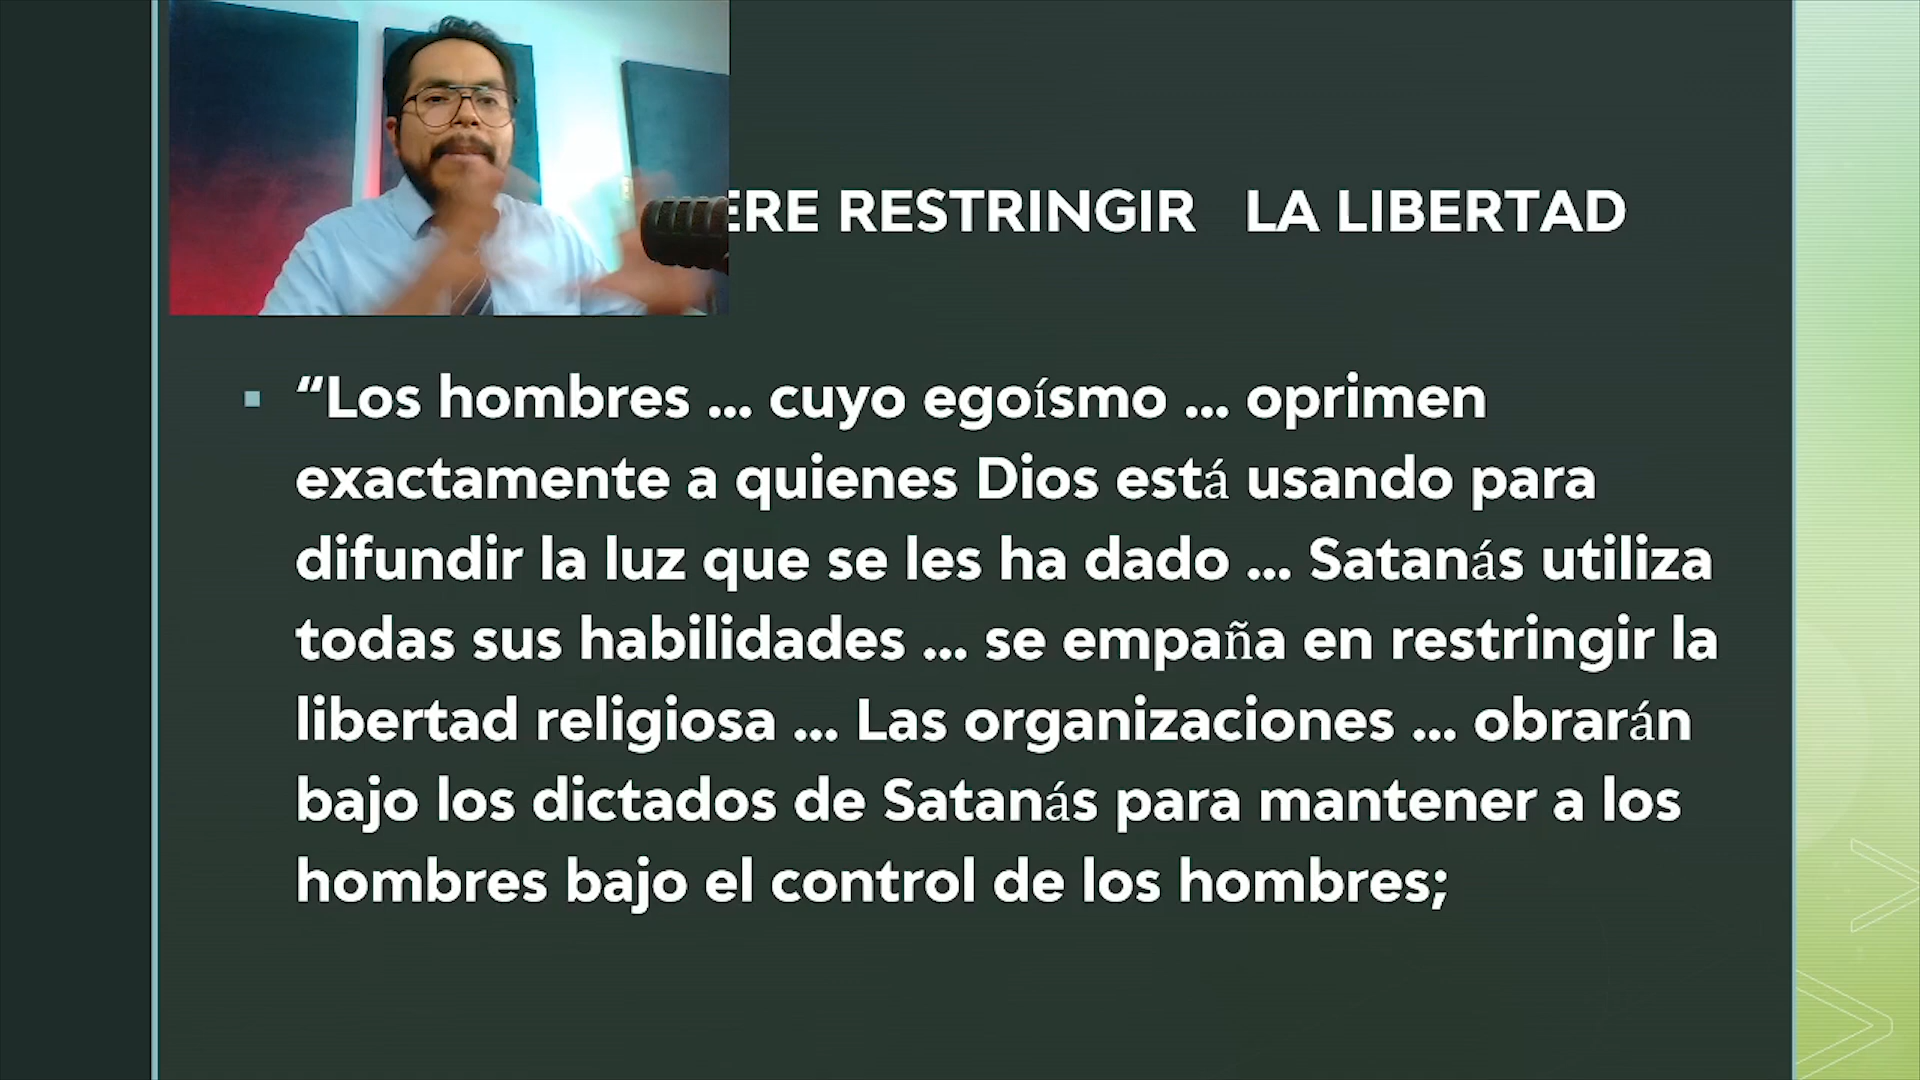 ERE RESTRINGIR LA LIBERTAD
“Los hombres ... cuyo egoísmo ... oprimen
exactamente a quienes Dios está usando para
difundir la luz que se les ha dado ... Satanás utiliza
todas sus habilidades ... se empaña en restringir la
libertad religiosa ... Las organizaciones ... obrarán
bajo los dictados de Satanás para mantener a los
hombres bajo el control de los hombres;